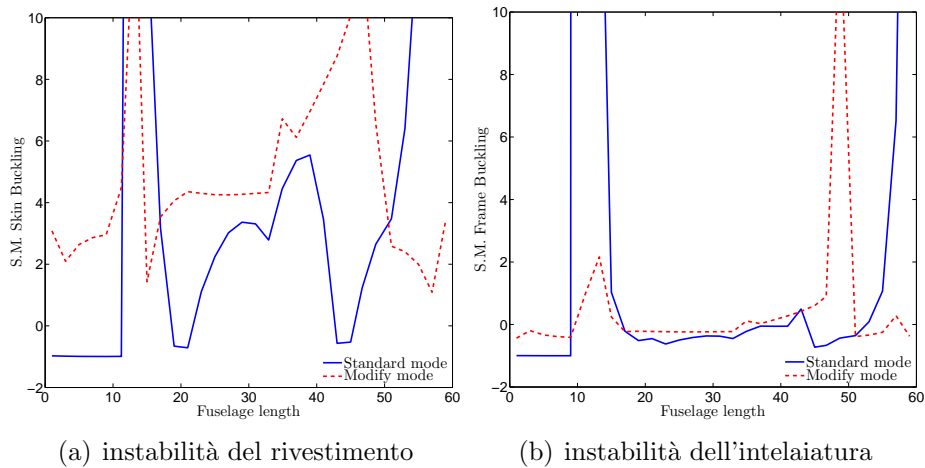 10
8
6
4
2
0
−2
0 10 20 30 40 50 60
S.M. Skin Buckling
Fuselage length
Standard mode
Modify mode
(a) instabilità del rivestimento
10
8
6
4
2
0
−2
0 10 20 30 40 50 60
S.M. Frame Buckling
Fuselage length
Standard mode
Modify mode
(b) instabilità dell'intelaiatura